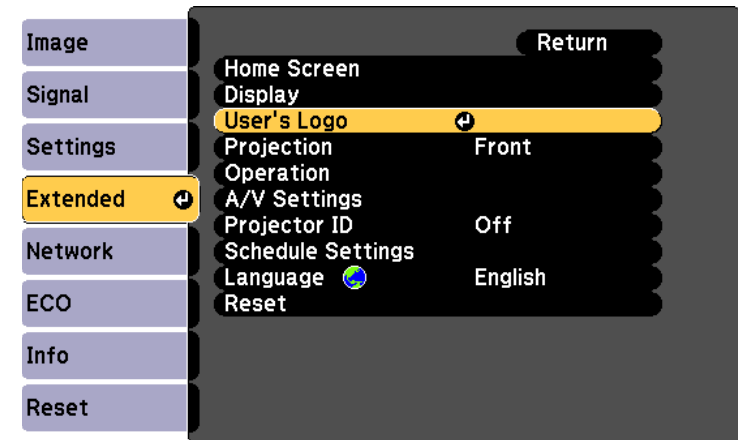 Image
Signal
Settings
Extended
Network
ECO
Info
Reset
Return
Home Screen
Display
User's Logo
Projection Front
Operation
A/V Settings
Projector ID Off
Schedule Settings
Language English
Reset